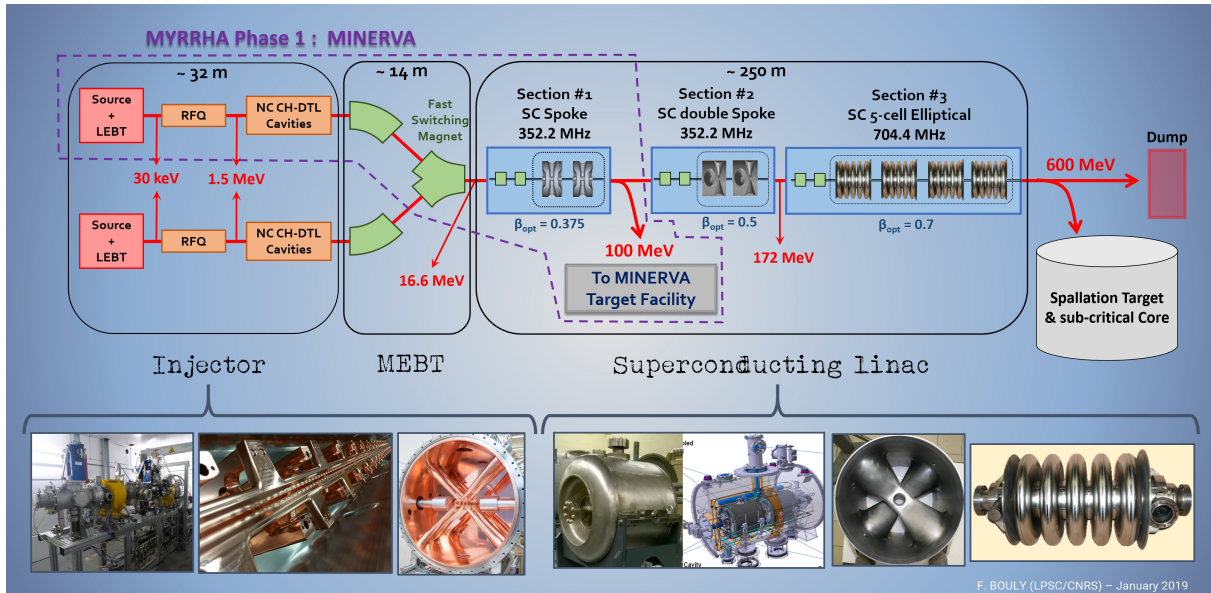 MYRRHA Phase 1 : MINERVA
~ 32 m
~ 14 m
~ 250 m
Source
+
LEBT
RFQ
NC CH-DTL
Cavities
Fast
Switching
Magnet
Section #1
SC Spoke
352.2 MHz
Section #2
SC double Spoke
352.2 MHz
Section #3
SC 5-cell Elliptical
704.4 MHz
Dump
600 MeV
30 keV
1.5 MeV
βopt = 0.375
βopt = 0.5
βopt = 0.7
Source
+
LEBT
RFQ
NC CH-DTL
Cavities
16.6 MeV
100 MeV
172 MeV
To MINERVA
Target Facility
Spallation Target
& sub-critical Core
Injector
MEBT
Superconducting linac
Cavity
F. BOULY (LPSC/CNRS) – January 2019